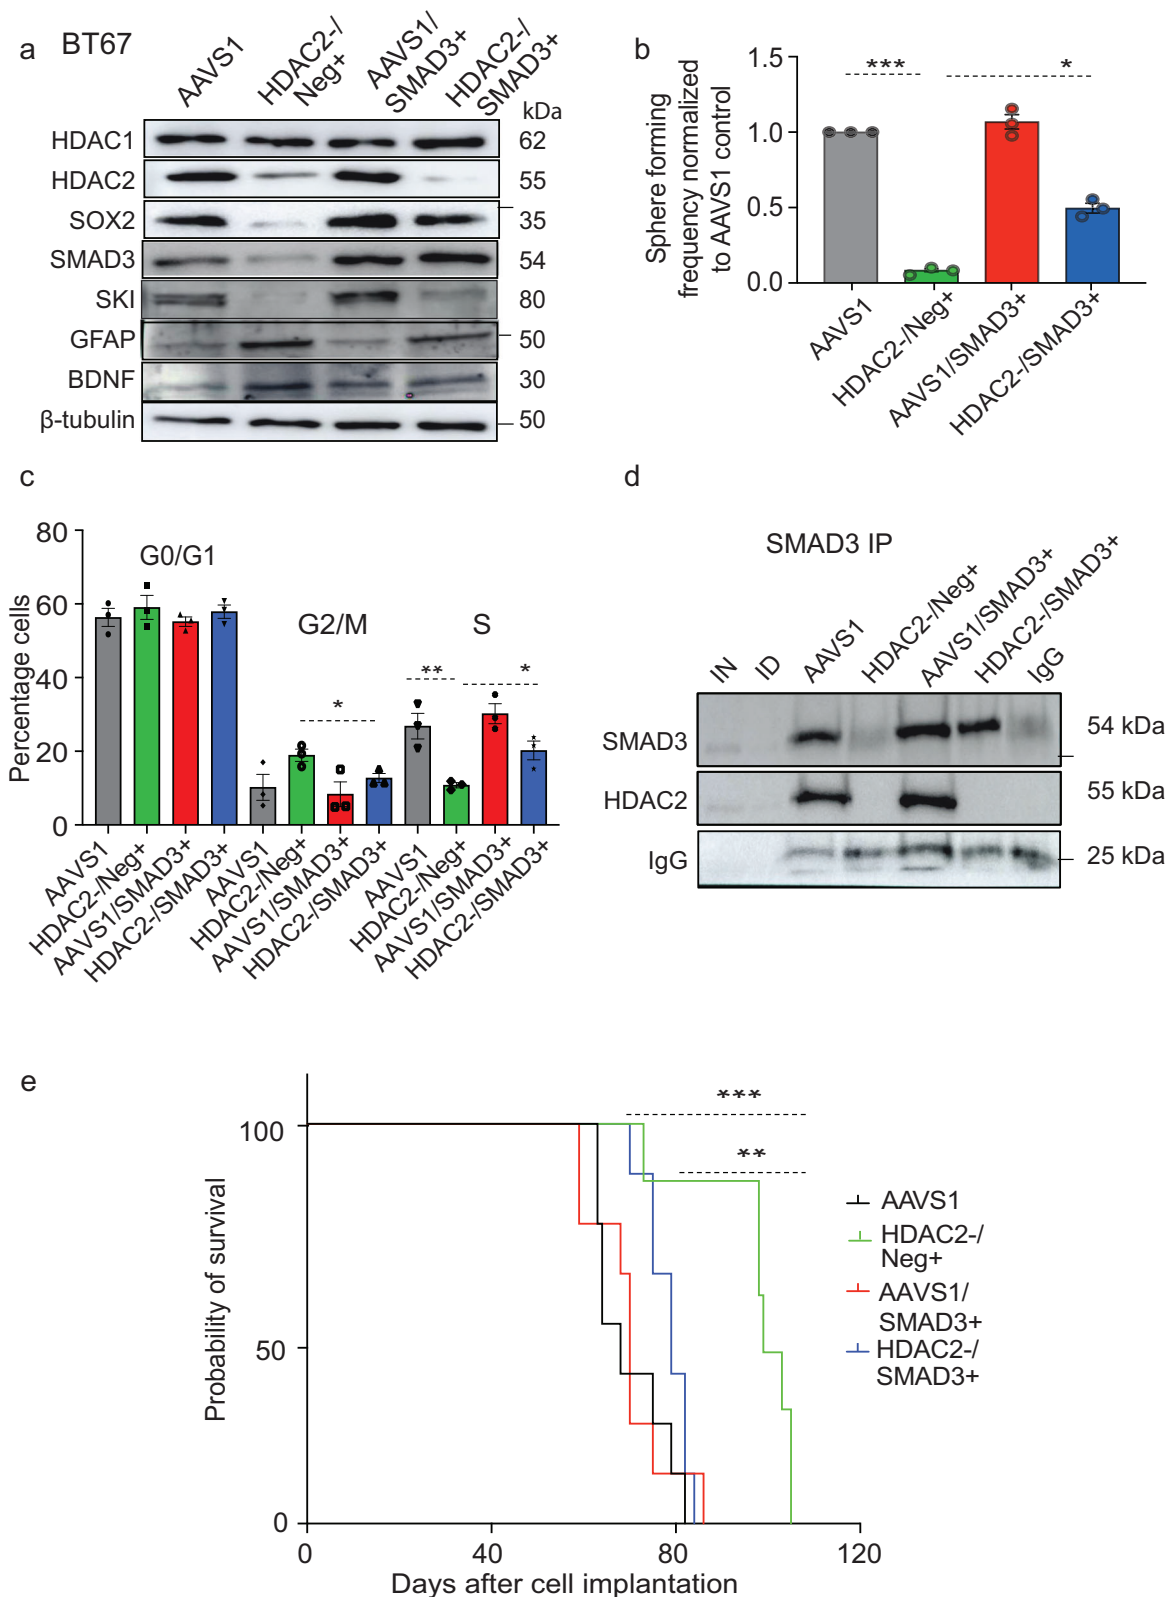 a
BT67
AAVS1
HDAC2-/
Neg+
AAVS1/
SMAD3+
HDAC2-/
SMAD3+
kDa
HDAC1
62
HDAC2
55
SOX2
35
SMAD3
54
SKI
80
GFAP
50
BDNF
30
β-tubulin
50
b
Sphere forming
frequency normalized
to AAVS1 control
1.5
1.0
0.5
0.0
***
*
AAVS1
HDAC2-/Neg+
AAVS1/SMAD3+
HDAC2-/SMAD3+
c
Percentage cells
80
60
40
20
0
G0/G1
G2/M
S
*
**
*
AAVS1
HDAC2-/Neg+
AAVS1/SMAD3+
HDAC2-/SMAD3+
AAVS1
HDAC2-/Neg+
AAVS1/SMAD3+
HDAC2-/SMAD3+
AAVS1
HDAC2-/Neg+
AAVS1/SMAD3+
HDAC2-/SMAD3+
d
SMAD3 IP
IN
ID
AAVS1
HDAC2-/Neg+
AAVS1/SMAD3+
HDAC2-/SMAD3+
IgG
SMAD3
54 kDa
HDAC2
55 kDa
IgG
25 kDa
e
Probability of survival
100
50
0
***
**
AAVS1
HDAC2-/
Neg+
AAVS1/
SMAD3+
HDAC2-/
SMAD3+
0
40
80
120
Days after cell implantation